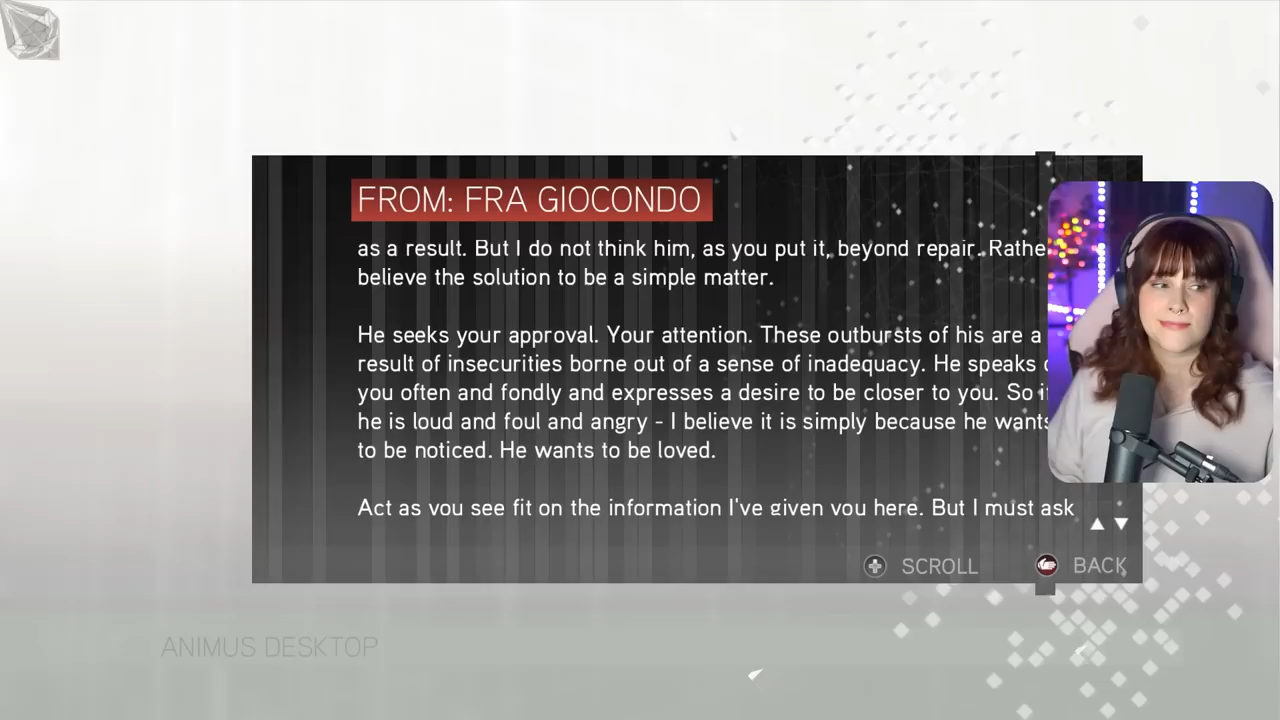 FROM: FRA GIOCONDO
as a result. But I do not think him, as you put it, beyond repair. Rathe
believe the solution to be a simple matter.
He seeks your approval. Your attention. These outbursts of his are a
result of insecurities borne out of a sense of inadequacy. He speaks
you often and fondly and expresses a desire to be closer to you. So
he is loud and foul and angry - I believe it is simply because he wants
to be noticed. He wants to be loved.
Act as you see fit on the information I've given you here. But I must ask
SCROLL
BACK
ANIMUS DESKTOP